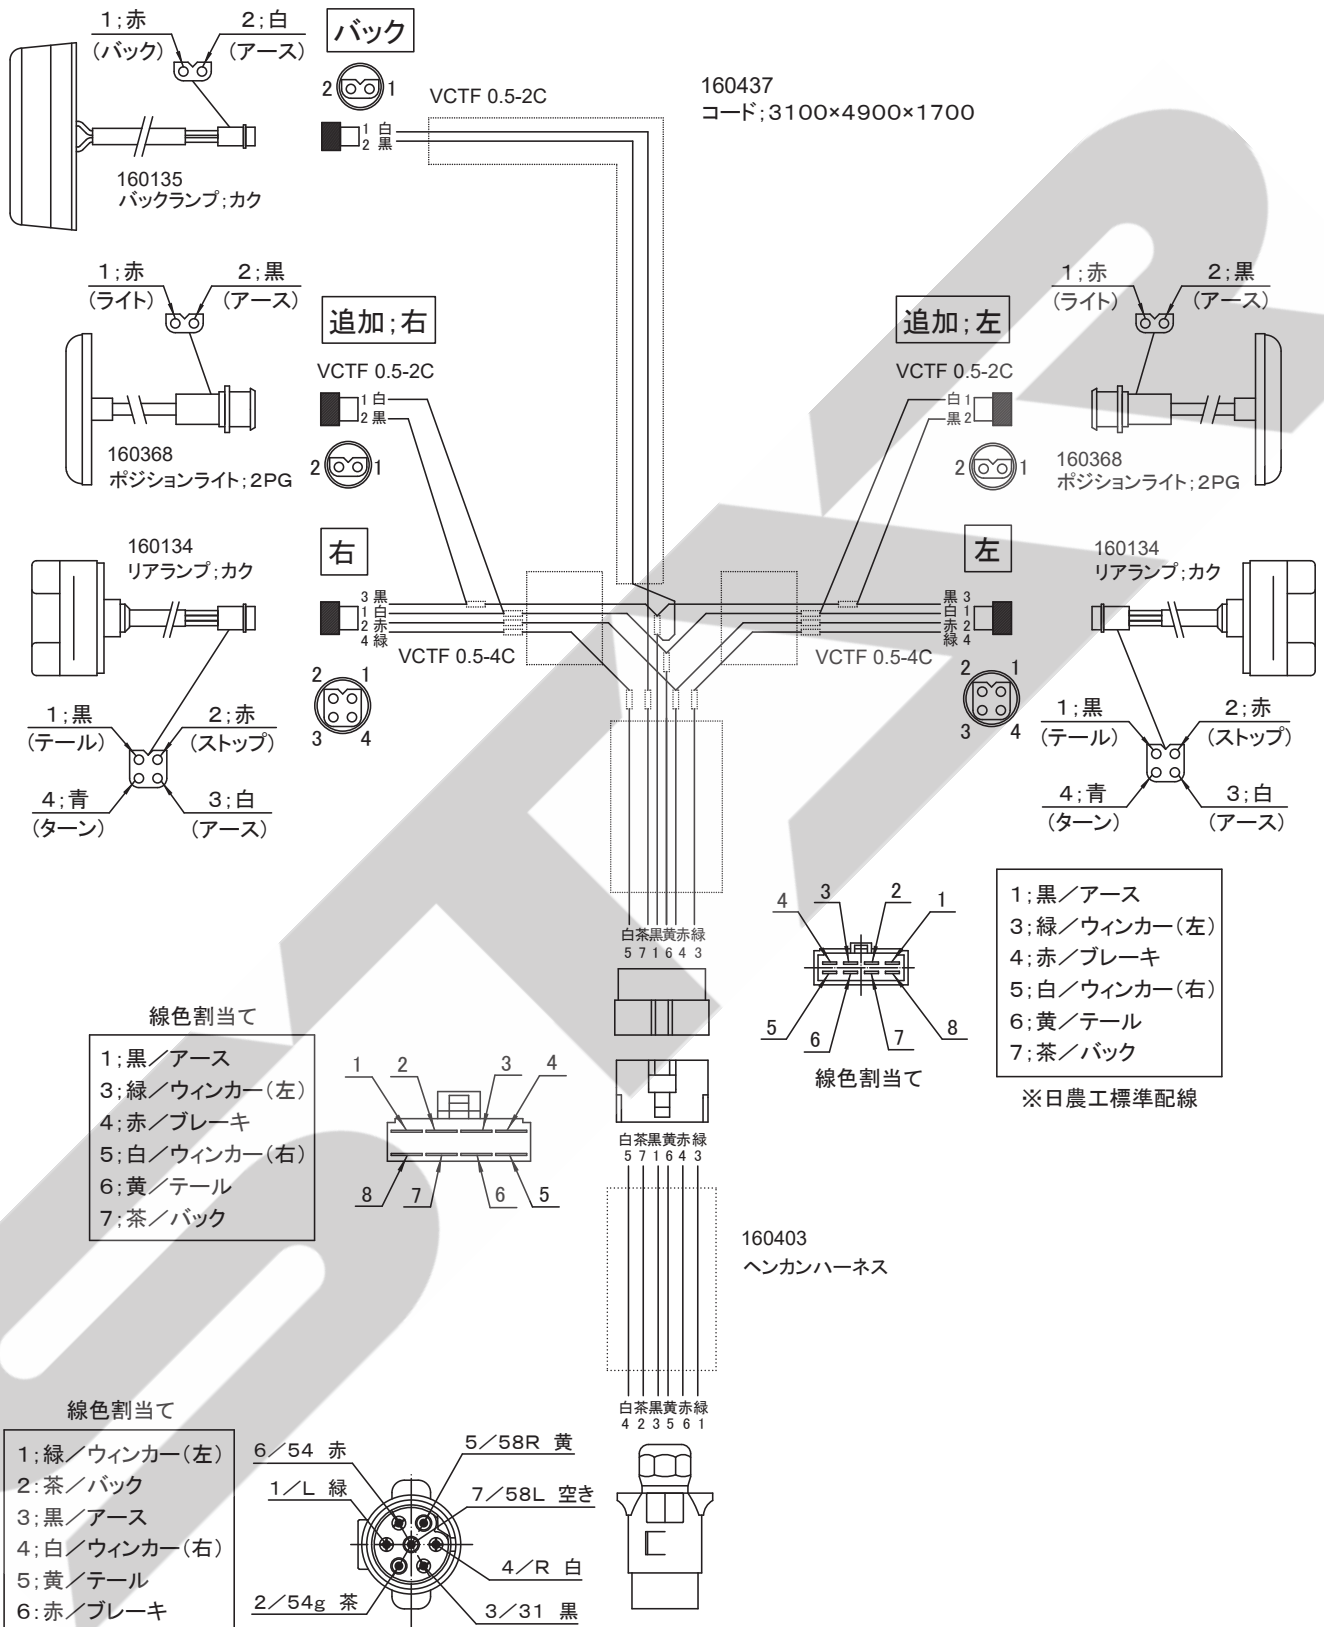 1;赤 2;白
(バック) (アース)
バック
2 1
VCTF 0.5-2C
160437
コード;3100×4900×1700
1 白
2 黒
160135
バックランプ;カク
1;赤 2;黒
(ライト) (アース)
追加;右
VCTF 0.5-2C
1 白
2 黒
2 1
160368
ポジションライト;2PG
追加;左
VCTF 0.5-2C
白 1
黒 2
2 1
1;赤 2;黒
(ライト) (アース)
160368
ポジションライト;2PG
160134
リアランプ;カク
右
3 黒
1 白
2 赤
4 緑
VCTF 0.5-4C
2 1
3 4
1;黒 2;赤
(テール) (ストップ)
4;青 3;白
(ターン) (アース)
左
黒 3
白 1
赤 2
緑 4
VCTF 0.5-4C
2 1
3 4
160134
リアランプ;カク
1;黒 2;赤
(テール) (ストップ)
4;青 3;白
(ターン) (アース)
白茶黒黄赤緑
5 7 1 6 4 3
4 3 2 1
5 6 7 8
線色割当て
1;黒/アース
3;緑/ウィンカー(左)
4;赤/ブレーキ
5;白/ウィンカー(右)
6;黄/テール
7;茶/バック
※日農工標準配線
線色割当て
1;黒/アース
3;緑/ウィンカー(左)
4;赤/ブレーキ
5;白/ウィンカー(右)
6;黄/テール
7;茶/バック
1 2 3 4
8 7 6 5
白茶黒黄赤緑
5 7 1 6 4 3
160403
ヘンカンハーネス
白茶黒黄赤緑
4 2 3 5 6 1
線色割当て
1;緑/ウィンカー(左)
2:茶/バック
3;黒/アース
4;白/ウィンカー(右)
5;黄/テール
6:赤/ブレーキ
6/54 赤
5/58R 黄
1/L 緑
7/58L 空き
4/R 白
2/54g 茶
3/31 黒